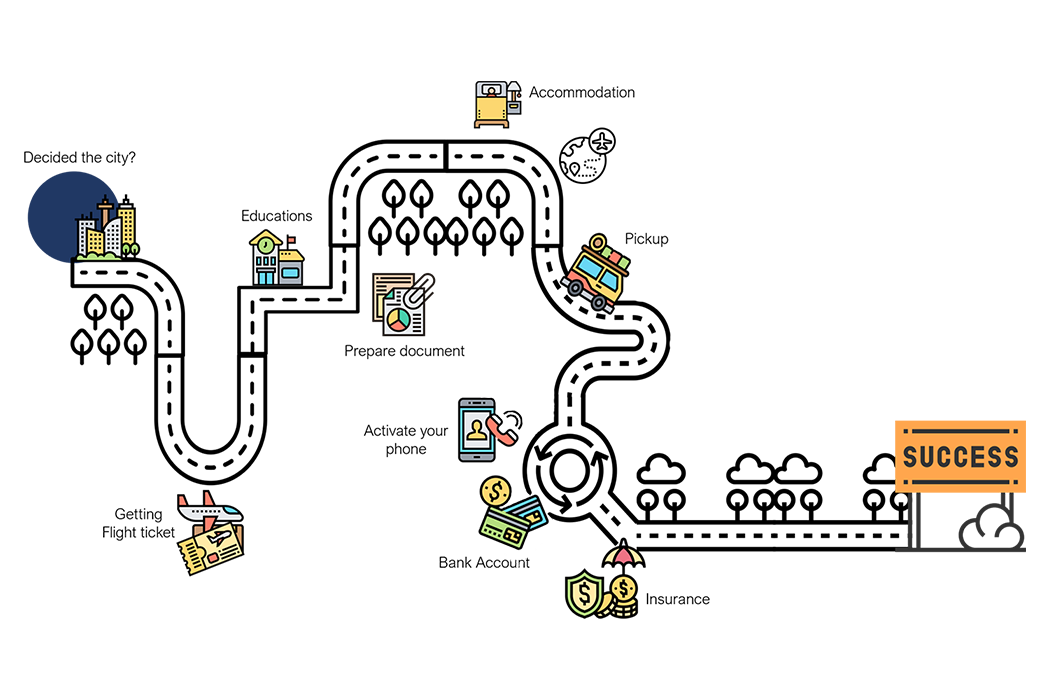 Decided the city?
Getting
Flight ticket
Educations
Prepare document
Accommodation
Pickup
Activate your
phone
Bank Account
Insurance
SUCCESS